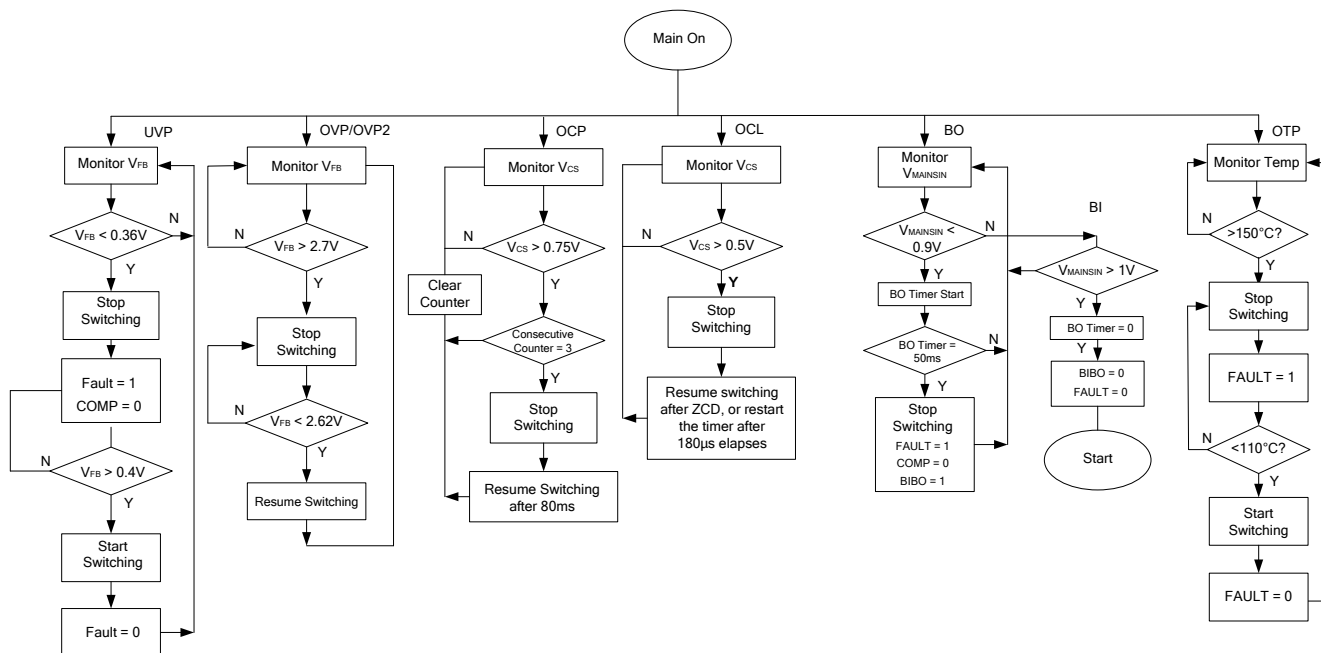 Main On
UVP
Monitor VFB
VFB < 0.36V
N
Y
Stop
Switching
Fault = 1
COMP = 0
N
VFB > 0.4V
Y
Start
Switching
Fault = 0
OVP/OVP2
Monitor VFB
N
VFB > 2.7V
Y
Stop
Switching
N
VFB < 2.62V
Y
Resume Switching
OCP
Monitor VCS
N
VCS > 0.75V
Y
Clear
Counter
Consecutive
Counter = 3
Y
Stop
Switching
Resume Switching
after 80ms
OCL
Monitor VCS
N
VCS > 0.5V
Y
Stop
Switching
Resume switching
after ZCD, or restart
the timer after
180µs elapses
BO
Monitor
VMAINSIN
VMAINSIN <
0.9V
N
Y
BO Timer Start
BO Timer =
50ms
N
Y
Stop
Switching
FAULT = 1
COMP = 0
BIBO = 1
BI
VMAINSIN > 1V
Y
BO Timer = 0
Y
BIBO = 0
FAULT = 0
Start
OTP
Monitor Temp
N
>150°C?
Y
Stop
Switching
FAULT = 1
N
<110°C?
Y
Start
Switching
FAULT = 0